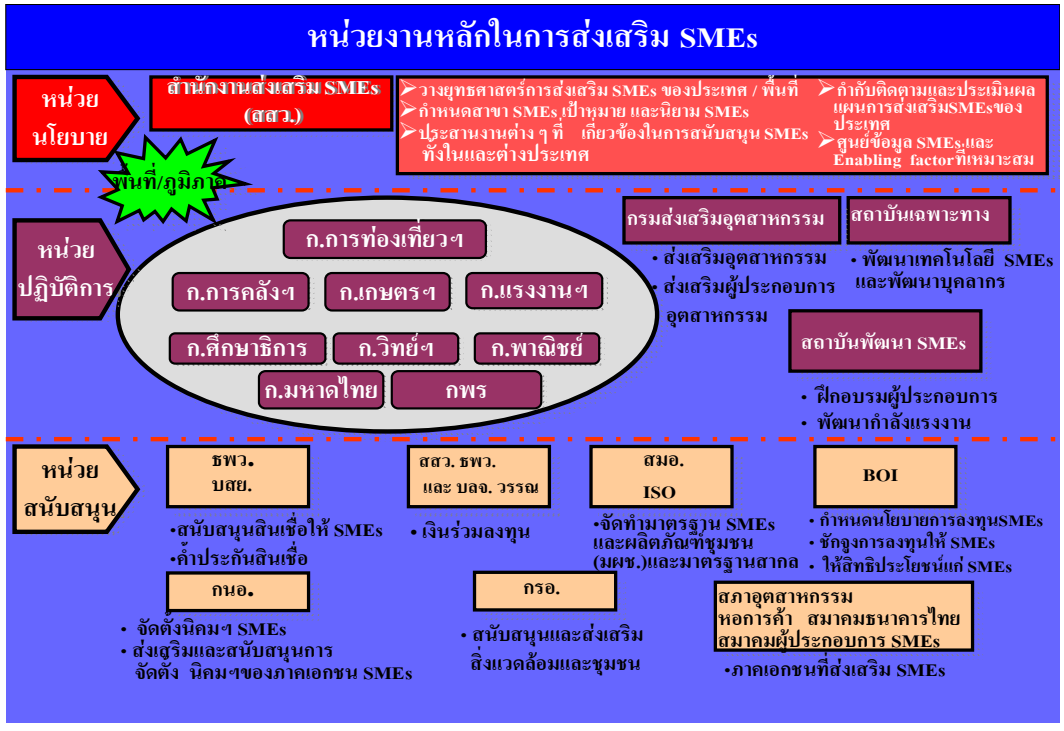 หน่วยงานหลักในการส่งเสริม SMEs
หน่วย
นโยบาย
สำนักงานส่งเสริม SMEs
(สสว.)
➢วางยุทธศาสตร์การส่งเสริม SMEs ของประเทศ / พื้นที่
➢กำหนดสาขา SMEs เป้าหมาย และนิยาม SMEs
➢ประสานงานต่าง ๆ ที่ เกี่ยวข้องในการสนับสนุน SMEs
ทั้งในและต่างประเทศ
➢กำกับติดตามและประเมินผล
แผนการส่งเสริมSMEsของ
ประเทศ
➢ศูนย์ข้อมูล SMEs และ
Enabling factorที่เหมาะสม
พื้นที่/ภูมิภาค
หน่วย
ปฏิบัติการ
ก.การท่องเที่ยวฯ
ก.การคลังฯ
ก.เกษตรฯ
ก.แรงงานฯ
ก.ศึกษาธิการ
ก.วิทย์ฯ
ก.พาณิชย์
ก.มหาดไทย
กพร
กรมส่งเสริมอุตสาหกรรม
• ส่งเสริมอุตสาหกรรม
• ส่งเสริมผู้ประกอบการ
อุตสาหกรรม
สถาบันเฉพาะทาง
• พัฒนาเทคโนโลยี SMEs
และพัฒนาบุคลากร
สถาบันพัฒนา SMEs
• ฝึกอบรมผู้ประกอบการ
• พัฒนากำลังแรงงาน
หน่วย
สนับสนุน
ธพว.
บสย.
•สนับสนุนสินเชื่อให้ SMEs
•ค้ำประกันสินเชื่อ
สสว. ธพว.
และ บลจ. วรรณ
• เงินร่วมลงทุน
สมอ.
ISO
•จัดทำมาตรฐาน SMEs
และผลิตภัณฑ์ชุมชน
(มผช.)และมาตรฐานสากล
BOI
• กำหนดนโยบายการลงทุนSMEs
• ชักจูงการลงทุนให้ SMEs
• ให้สิทธิประโยชน์แก่ SMEs
กนอ.
• จัดตั้งนิคมฯ SMEs
• ส่งเสริมและสนับสนุนการ
จัดตั้ง นิคมฯของภาคเอกชน SMEs
กรอ.
• สนับสนุนและส่งเสริม
สิ่งแวดล้อมและชุมชน
สภาอุตสาหกรรม
หอการค้า สมาคมธนาคารไทย
สมาคมผู้ประกอบการ SMEs
•ภาคเอกชนที่ส่งเสริม SMEs